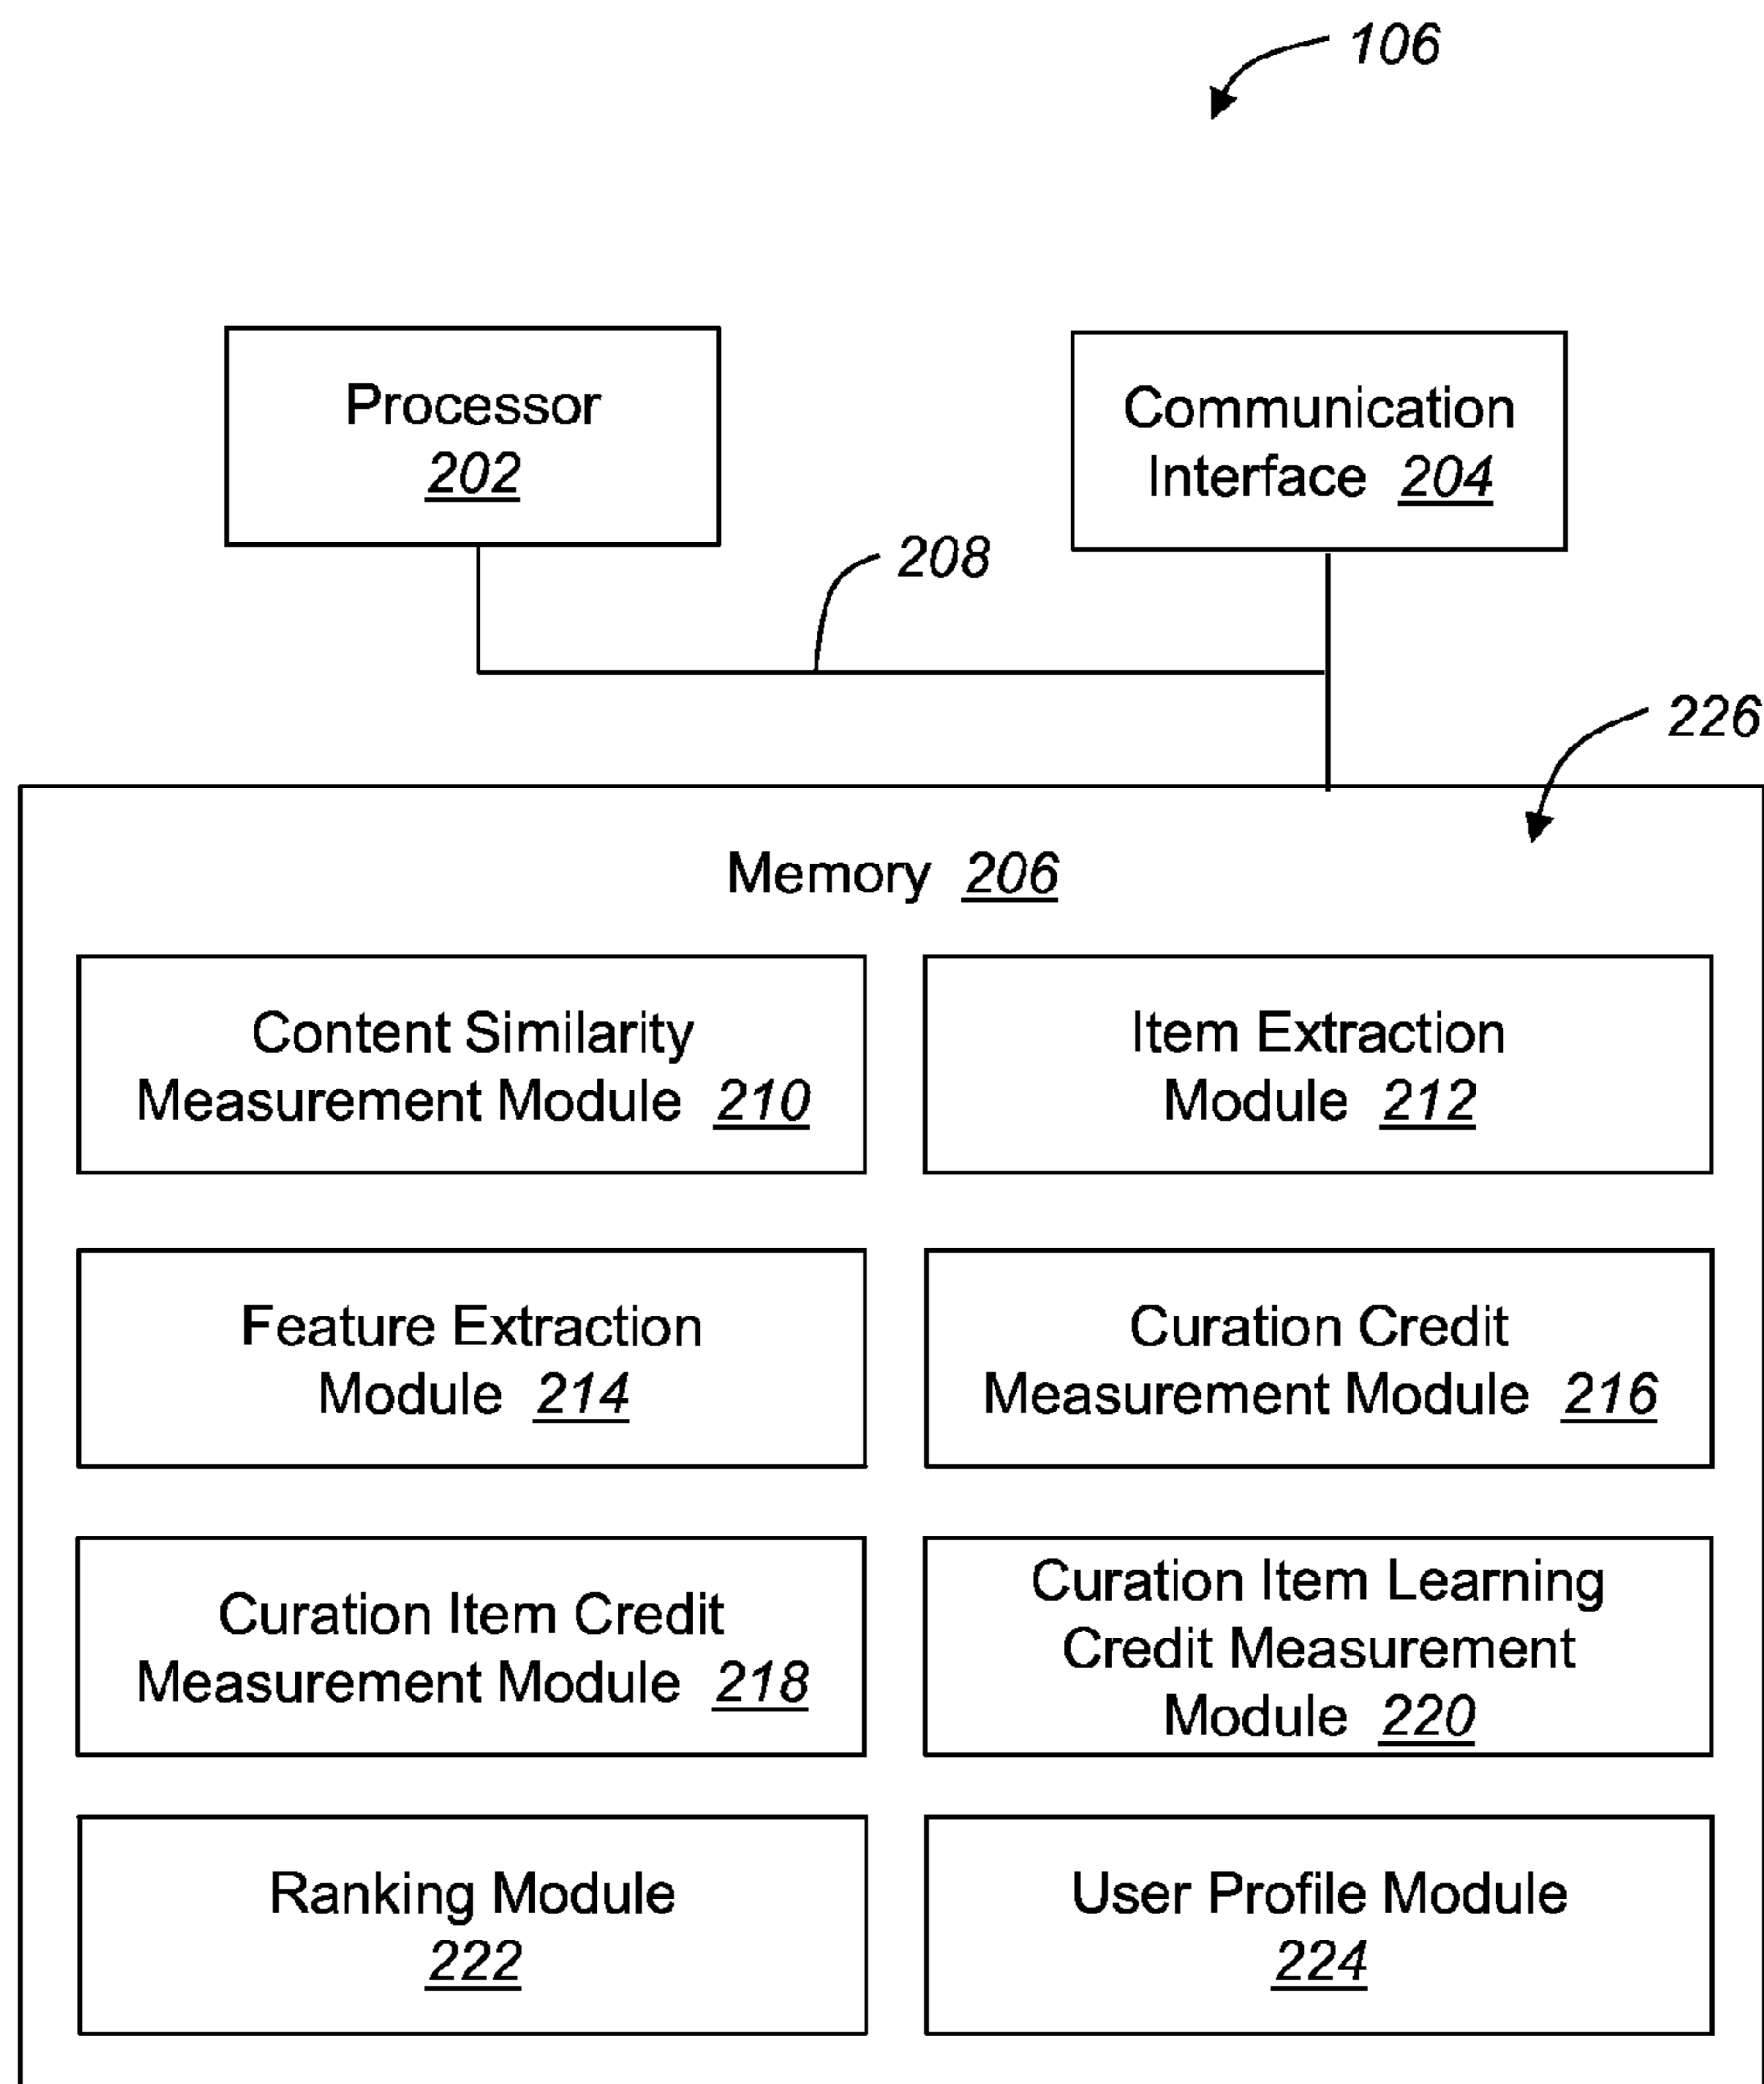 106
Processor
202
Communication
Interface 204
208
226
Memory 206
Content Similarity
Measurement Module 210
Item Extraction
Module 212
Feature Extraction
Module 214
Curation Credit
Measurement Module 216
Curation Item Credit
Measurement Module 218
Curation Item Learning
Credit Measurement
Module 220
Ranking Module
222
User Profile Module
224